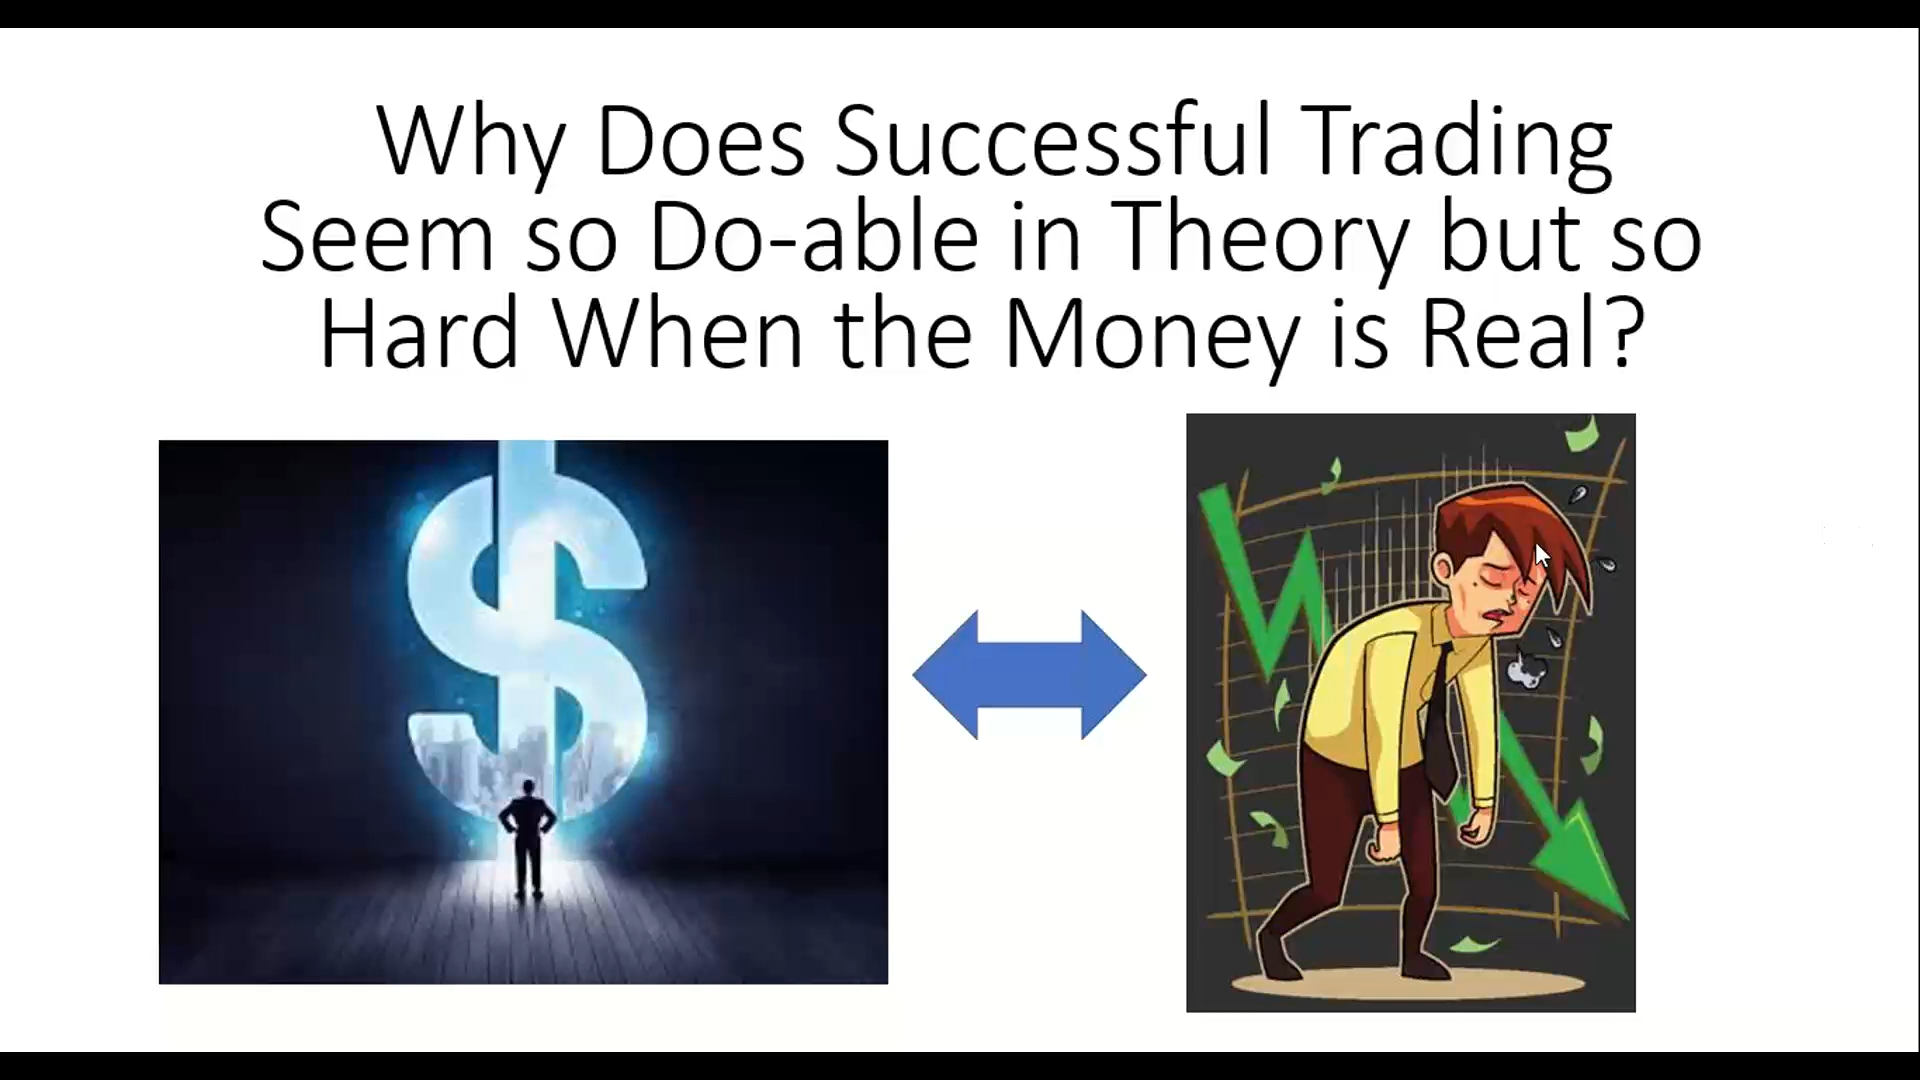 Why Does Successful Trading
Seem so Do-able in Theory but so
Hard When the Money is Real?